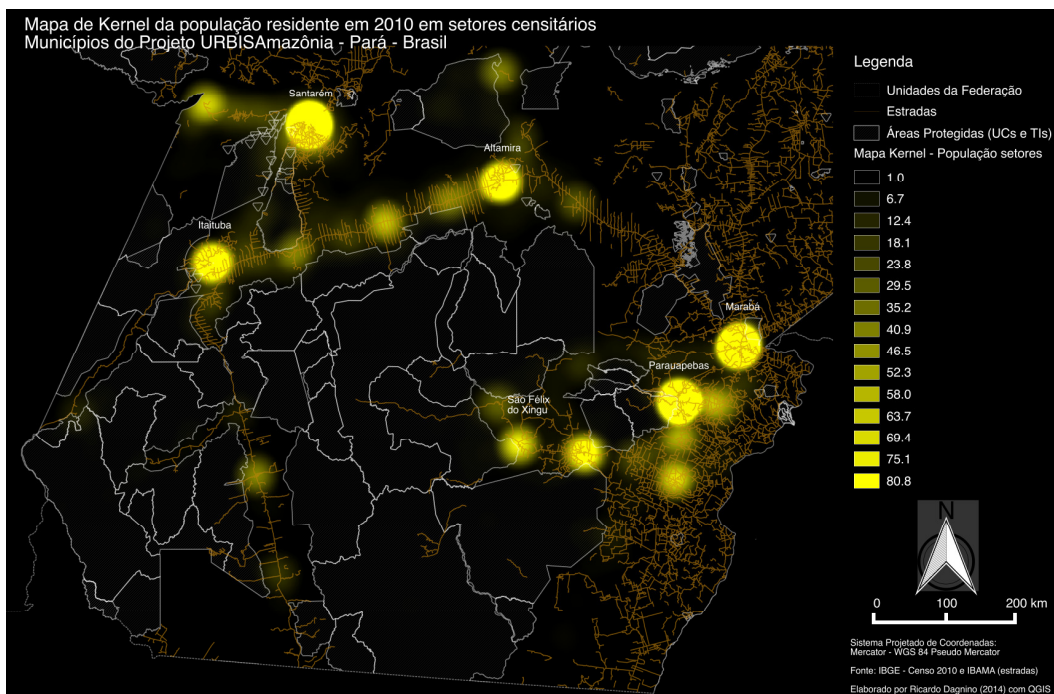 Mapa de Kernel da população residente em 2010 em setores censitários
Municípios do Projeto URBISAmazônia - Pará - Brasil
Santarém
Altamira
Itaituba
Marabá
Parauapebas
São Félix
do Xingu
Legenda
Unidades da Federação
Estradas
Áreas Protegidas (UCs e TIs)
Mapa Kernel - População setores
1.0
6.7
12.4
18.1
23.8
29.5
35.2
40.9
46.5
52.3
58.0
63.7
69.4
75.1
80.8
N
0 100 200 km
Sistema Projetado de Coordenadas:
Mercator - WGS 84 Pseudo Mercator
Fonte: IBGE - Censo 2010 e IBAMA (estradas)
Elaborado por Ricardo Dagnino (2014) com QGIS